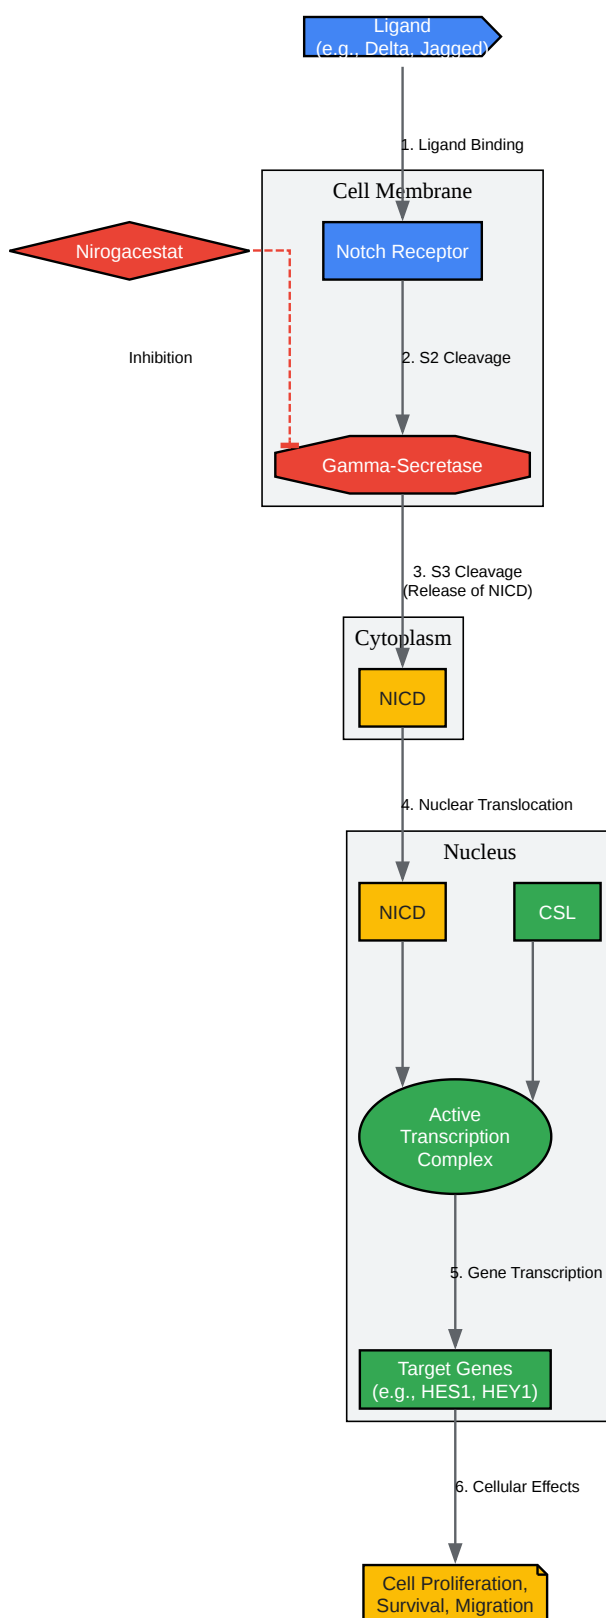 Ligand
(e.g., Delta, Jagged)
1. Ligand Binding
Cell Membrane
Nirogacestat
Notch Receptor
Inhibition
2. S2 Cleavage
Gamma-Secretase
3. S3 Cleavage
(Release of NICD)
Cytoplasm
NICD
4. Nuclear Translocation
Nucleus
NICD
CSL
Active
Transcription
Complex
5. Gene Transcription
Target Genes
(e.g., HES1, HEY1)
6. Cellular Effects
Cell Proliferation,
Survival, Migration